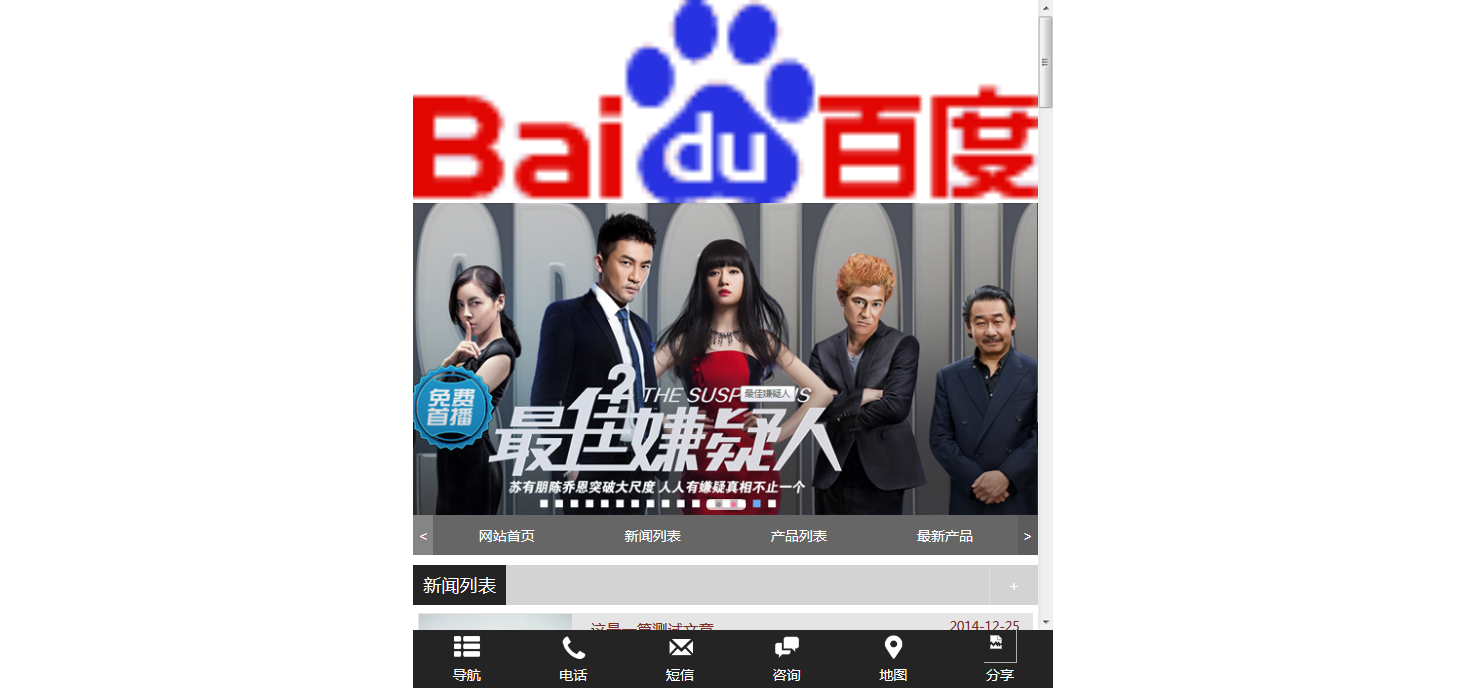 Bai du 百度
2 THE SUSP 最佳嫌疑人 S
免费
首播
最佳嫌疑人
苏有朋陈乔恩突破大尺度 人人有嫌疑真相不止一个
< 网站首页 新闻列表 产品列表 最新产品 >
新闻列表 +
这是一篇测试文章 2014-12-25
导航 电话 短信 咨询 地图 分享